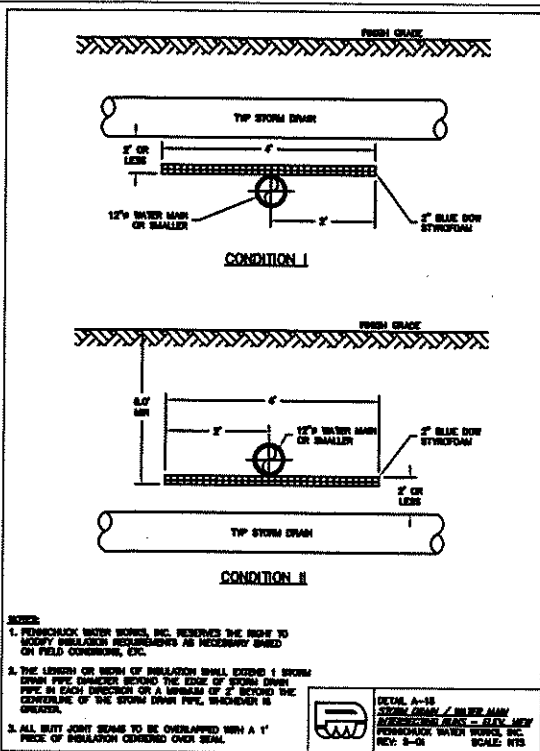 FINISH GRADE
TYP STORM DRAIN
2' OR
LESS
4'
12"ø WATER MAIN
OR SMALLER
2'
2" BLUE DOW
STYROFOAM
CONDITION I
FINISH GRADE
MIN
4'
2'
12"ø WATER MAIN
OR SMALLER
2" BLUE DOW
STYROFOAM
2' OR
LESS
TYP STORM DRAIN
CONDITION II
NOTES:
1. PENNICHUCK WATER WORKS, INC. RESERVES THE RIGHT TO
MODIFY INSULATION REQUIREMENTS AS NECESSARY BASED
ON FIELD CONDITIONS, ETC.
2. THE LENGTH OR WIDTH OF INSULATION SHALL EXTEND 1 STORM
DRAIN PIPE DIAMETER BEYOND THE EDGE OF STORM DRAIN
PIPE IN EACH DIRECTION OR A MINIMUM OF 2' BEYOND THE
CENTERLINE OF THE STORM DRAIN PIPE, WHICHEVER IS
GREATER.
3. ALL BUTT JOINT SEAMS TO BE OVERLAPPED WITH A 1'
PIECE OF INSULATION CENTERED OVER SEAM.
DETAIL
STORM DRAIN / WATER MAIN
INTERSECTING RUNS - ELEV. VIEW
PENNICHUCK WATER WORKS, INC.
REV: SCALE: NTS